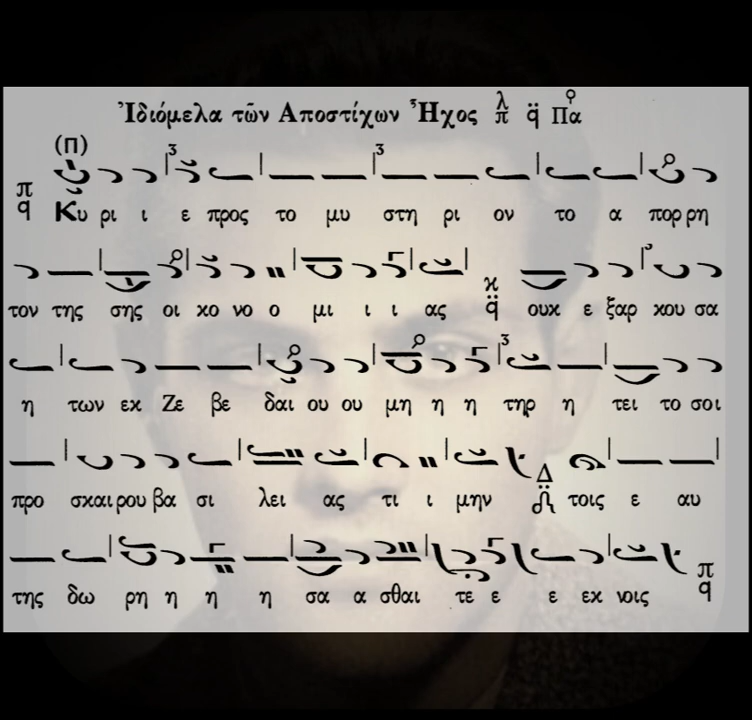 Ἰδιόμελα τῶν Ἀποστίχων Ἦχος λ π q̈ Πα
(Π)
π q Κυ ρι ι ε προς το μυ στη ρι ον το α πορ ρη
τον της σης οι κο νο ο μι ι ι ας ϰ q̈ ουκ ε ξαρ κου σα
η των εκ Ζε βε δαι ου ου μη η η τηρ η τει το σοι
προ σκαι ρου βα σι λει ας τι ι μην Δ τοις ε αυ
της δω ρη η η η σα α σθαι τε ε ε εκ νοις π q